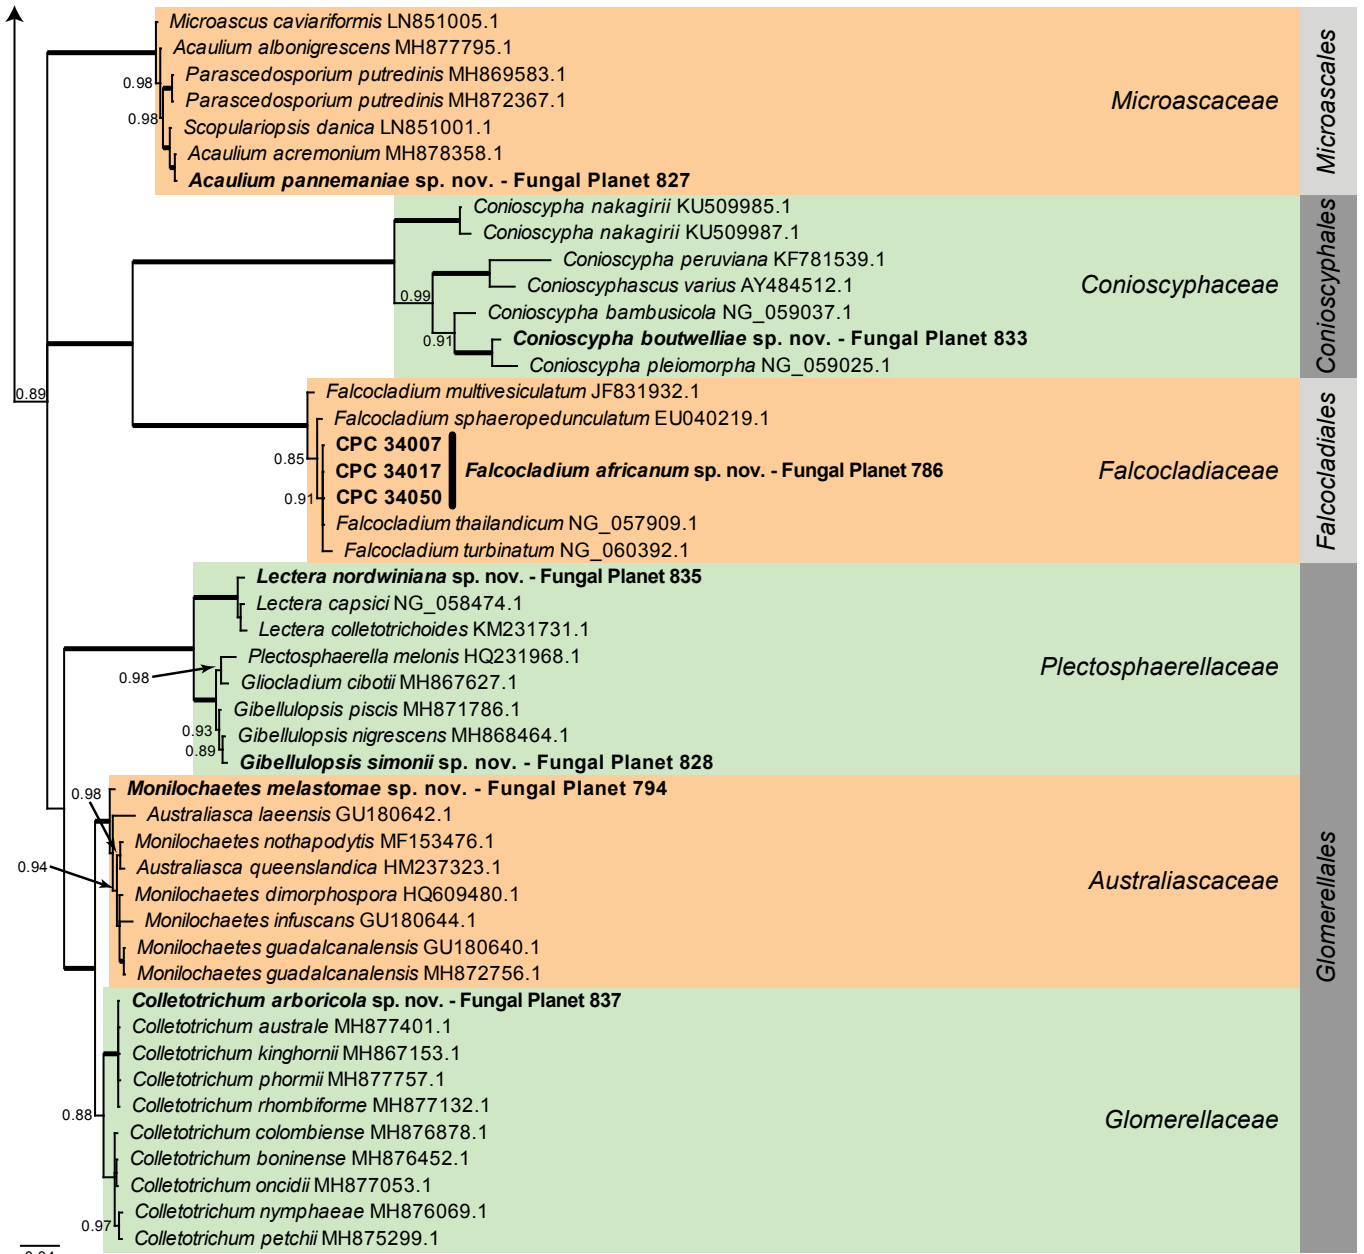 Microascus caviariformis LN851005.1
Acaulium albonigrescens MH877795.1
Parascedosporium putredinis MH869583.1
0.98
Parascedosporium putredinis MH872367.1
Microascaceae
Microascales
0.98
Scopulariopsis danica LN851001.1
Acaulium acremonium MH878358.1
Acaulium pannemaniae sp. nov. - Fungal Planet 827
Conioscypha nakagirii KU509985.1
Conioscypha nakagirii KU509987.1
Conioscypha peruviana KF781539.1
Conioscyphascus varius AY484512.1
Conioscyphaceae
Conioscyphales
0.99
Conioscypha bambusicola NG_059037.1
0.91
Conioscypha boutwelliae sp. nov. - Fungal Planet 833
Conioscypha pleiomorpha NG_059025.1
0.89
Falcocladium multivesiculatum JF831932.1
Falcocladium sphaeropedunculatum EU040219.1
CPC 34007
0.85
CPC 34017
Falcocladium africanum sp. nov. - Fungal Planet 786
Falcocladiaceae
Falcocladiales
0.91
CPC 34050
Falcocladium thailandicum NG_057909.1
Falcocladium turbinatum NG_060392.1
Lectera nordwiniana sp. nov. - Fungal Planet 835
Lectera capsici NG_058474.1
Lectera colletotrichoides KM231731.1
Plectosphaerella melonis HQ231968.1
Plectosphaerellaceae
0.98
Gliocladium cibotii MH867627.1
Gibellulopsis piscis MH871786.1
0.93
Gibellulopsis nigrescens MH868464.1
0.89
Gibellulopsis simonii sp. nov. - Fungal Planet 828
Monilochaetes melastomae sp. nov. - Fungal Planet 794
0.98
Australiasca laeensis GU180642.1
Monilochaetes nothapodytis MF153476.1
0.94
Australiasca queenslandica HM237323.1
Australiascaceae
Glomerellales
Monilochaetes dimorphospora HQ609480.1
Monilochaetes infuscans GU180644.1
Monilochaetes guadalcanalensis GU180640.1
Monilochaetes guadalcanalensis MH872756.1
Colletotrichum arboricola sp. nov. - Fungal Planet 837
Colletotrichum australe MH877401.1
Colletotrichum kinghornii MH867153.1
Colletotrichum phormii MH877757.1
Colletotrichum rhombiforme MH877132.1
0.88
Glomerellaceae
Colletotrichum colombiense MH876878.1
Colletotrichum boninense MH876452.1
Colletotrichum oncidii MH877053.1
Colletotrichum nymphaeae MH876069.1
0.97
Colletotrichum petchii MH875299.1